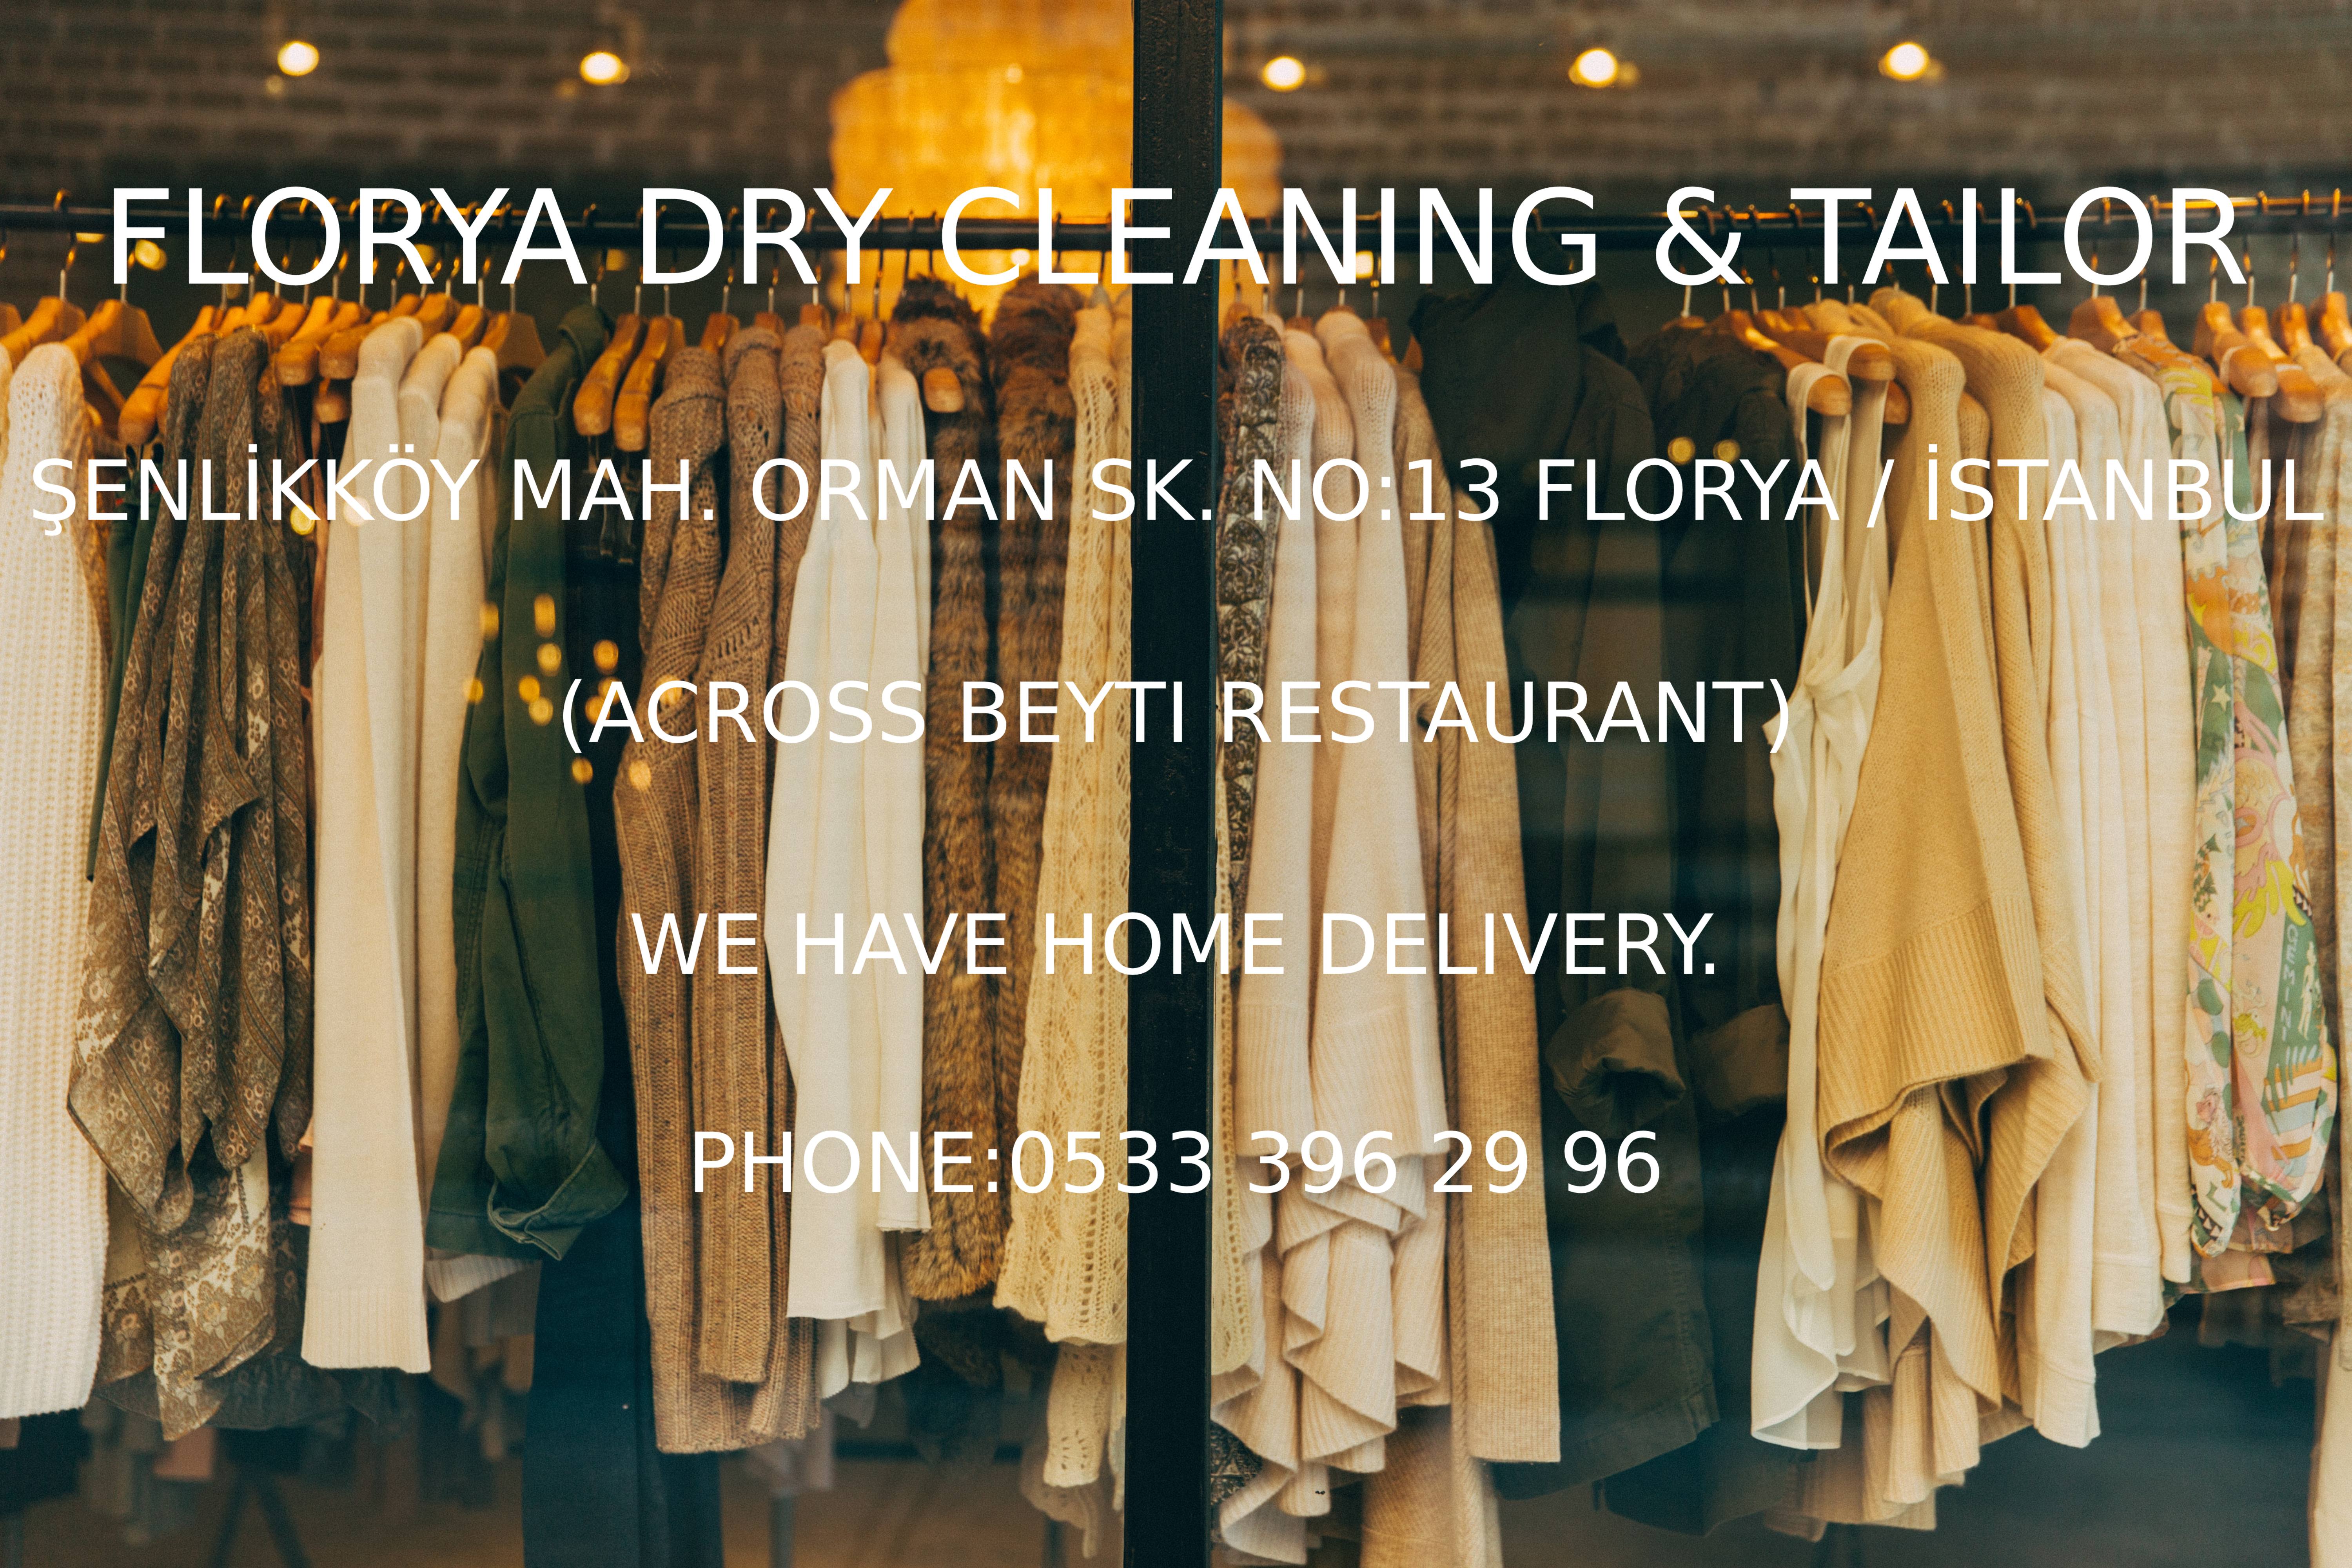 FLORYA DRY CLEANING & TAILOR
ŞENLİKKÖY MAH. ORMAN SK. NO:13 FLORYA / İSTANBUL
(ACROSS BEYTI RESTAURANT)
WE HAVE HOME DELIVERY.
PHONE:0533 396 29 96
GEMINI